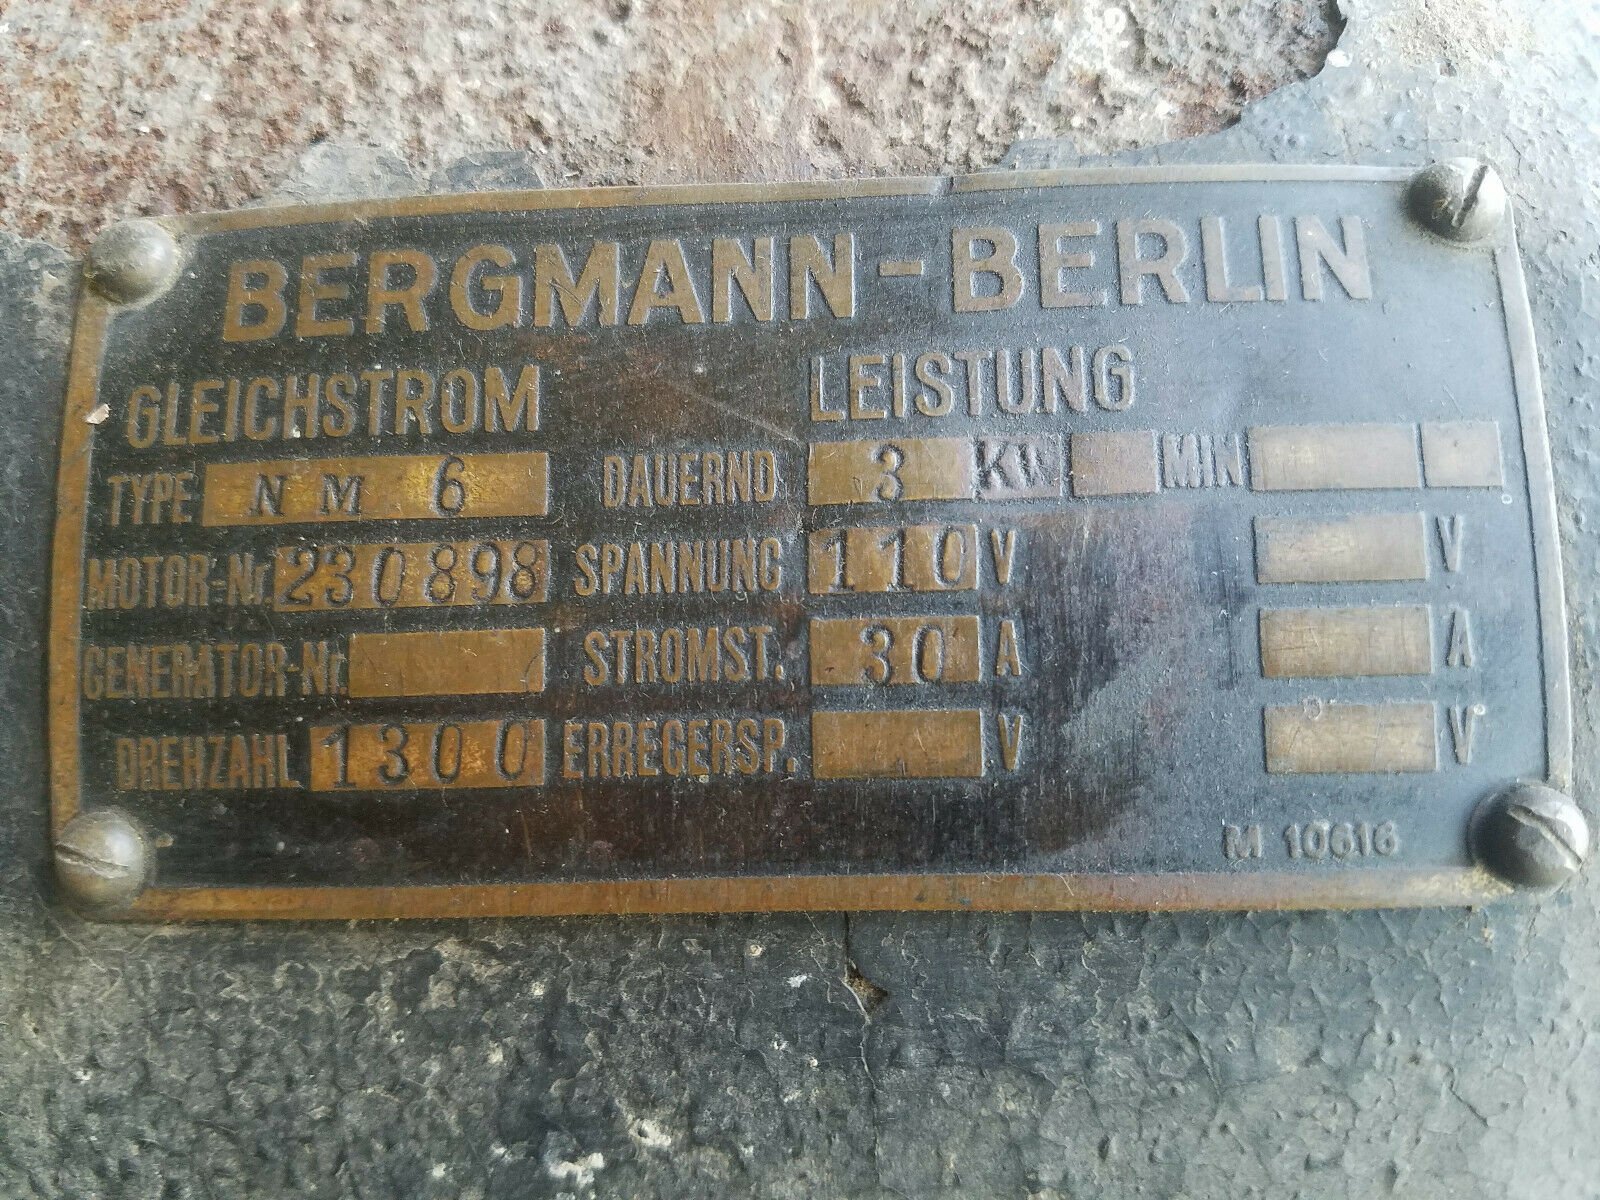 BERGMANN-BERLIN
GLEICHSTROM LEISTUNG
TYPE NM 6 DAUERND 3 KW MIN
MOTOR-Nr. 230898 SPANNUNG 110 V V
GENERATOR-Nr. STROMST. 30 A A
DREHZAHL 1300 ERREGERSP. V V
M 10616